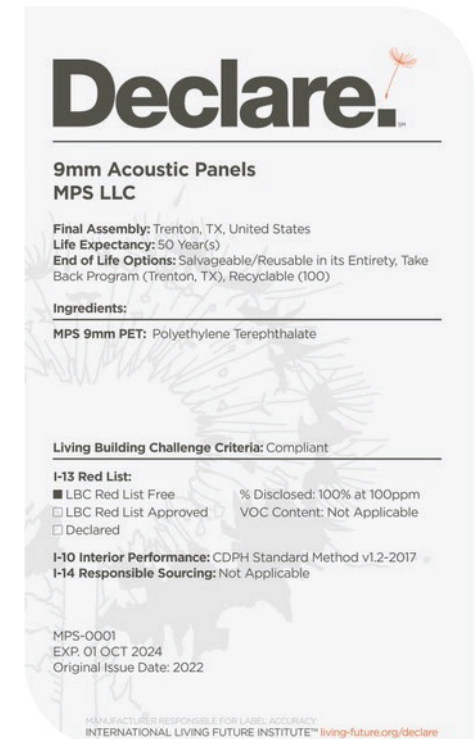 Declare.
SM
9mm Acoustic Panels
MPS LLC
Final Assembly: Trenton, TX, United States
Life Expectancy: 50 Year(s)
End of Life Options: Salvageable/Reusable in its Entirety, Take
Back Program (Trenton, TX), Recyclable (100)
Ingredients:
MPS 9mm PET: Polyethylene Terephthalate
Living Building Challenge Criteria: Compliant
I-13 Red List:
■ LBC Red List Free % Disclosed: 100% at 100ppm
□ LBC Red List Approved VOC Content: Not Applicable
□ Declared
I-10 Interior Performance: CDPH Standard Method v1.2-2017
I-14 Responsible Sourcing: Not Applicable
MPS-0001
EXP. 01 OCT 2024
Original Issue Date: 2022
MANUFACTURER RESPONSIBLE FOR LABEL ACCURACY
INTERNATIONAL LIVING FUTURE INSTITUTE™ living-future.org/declare